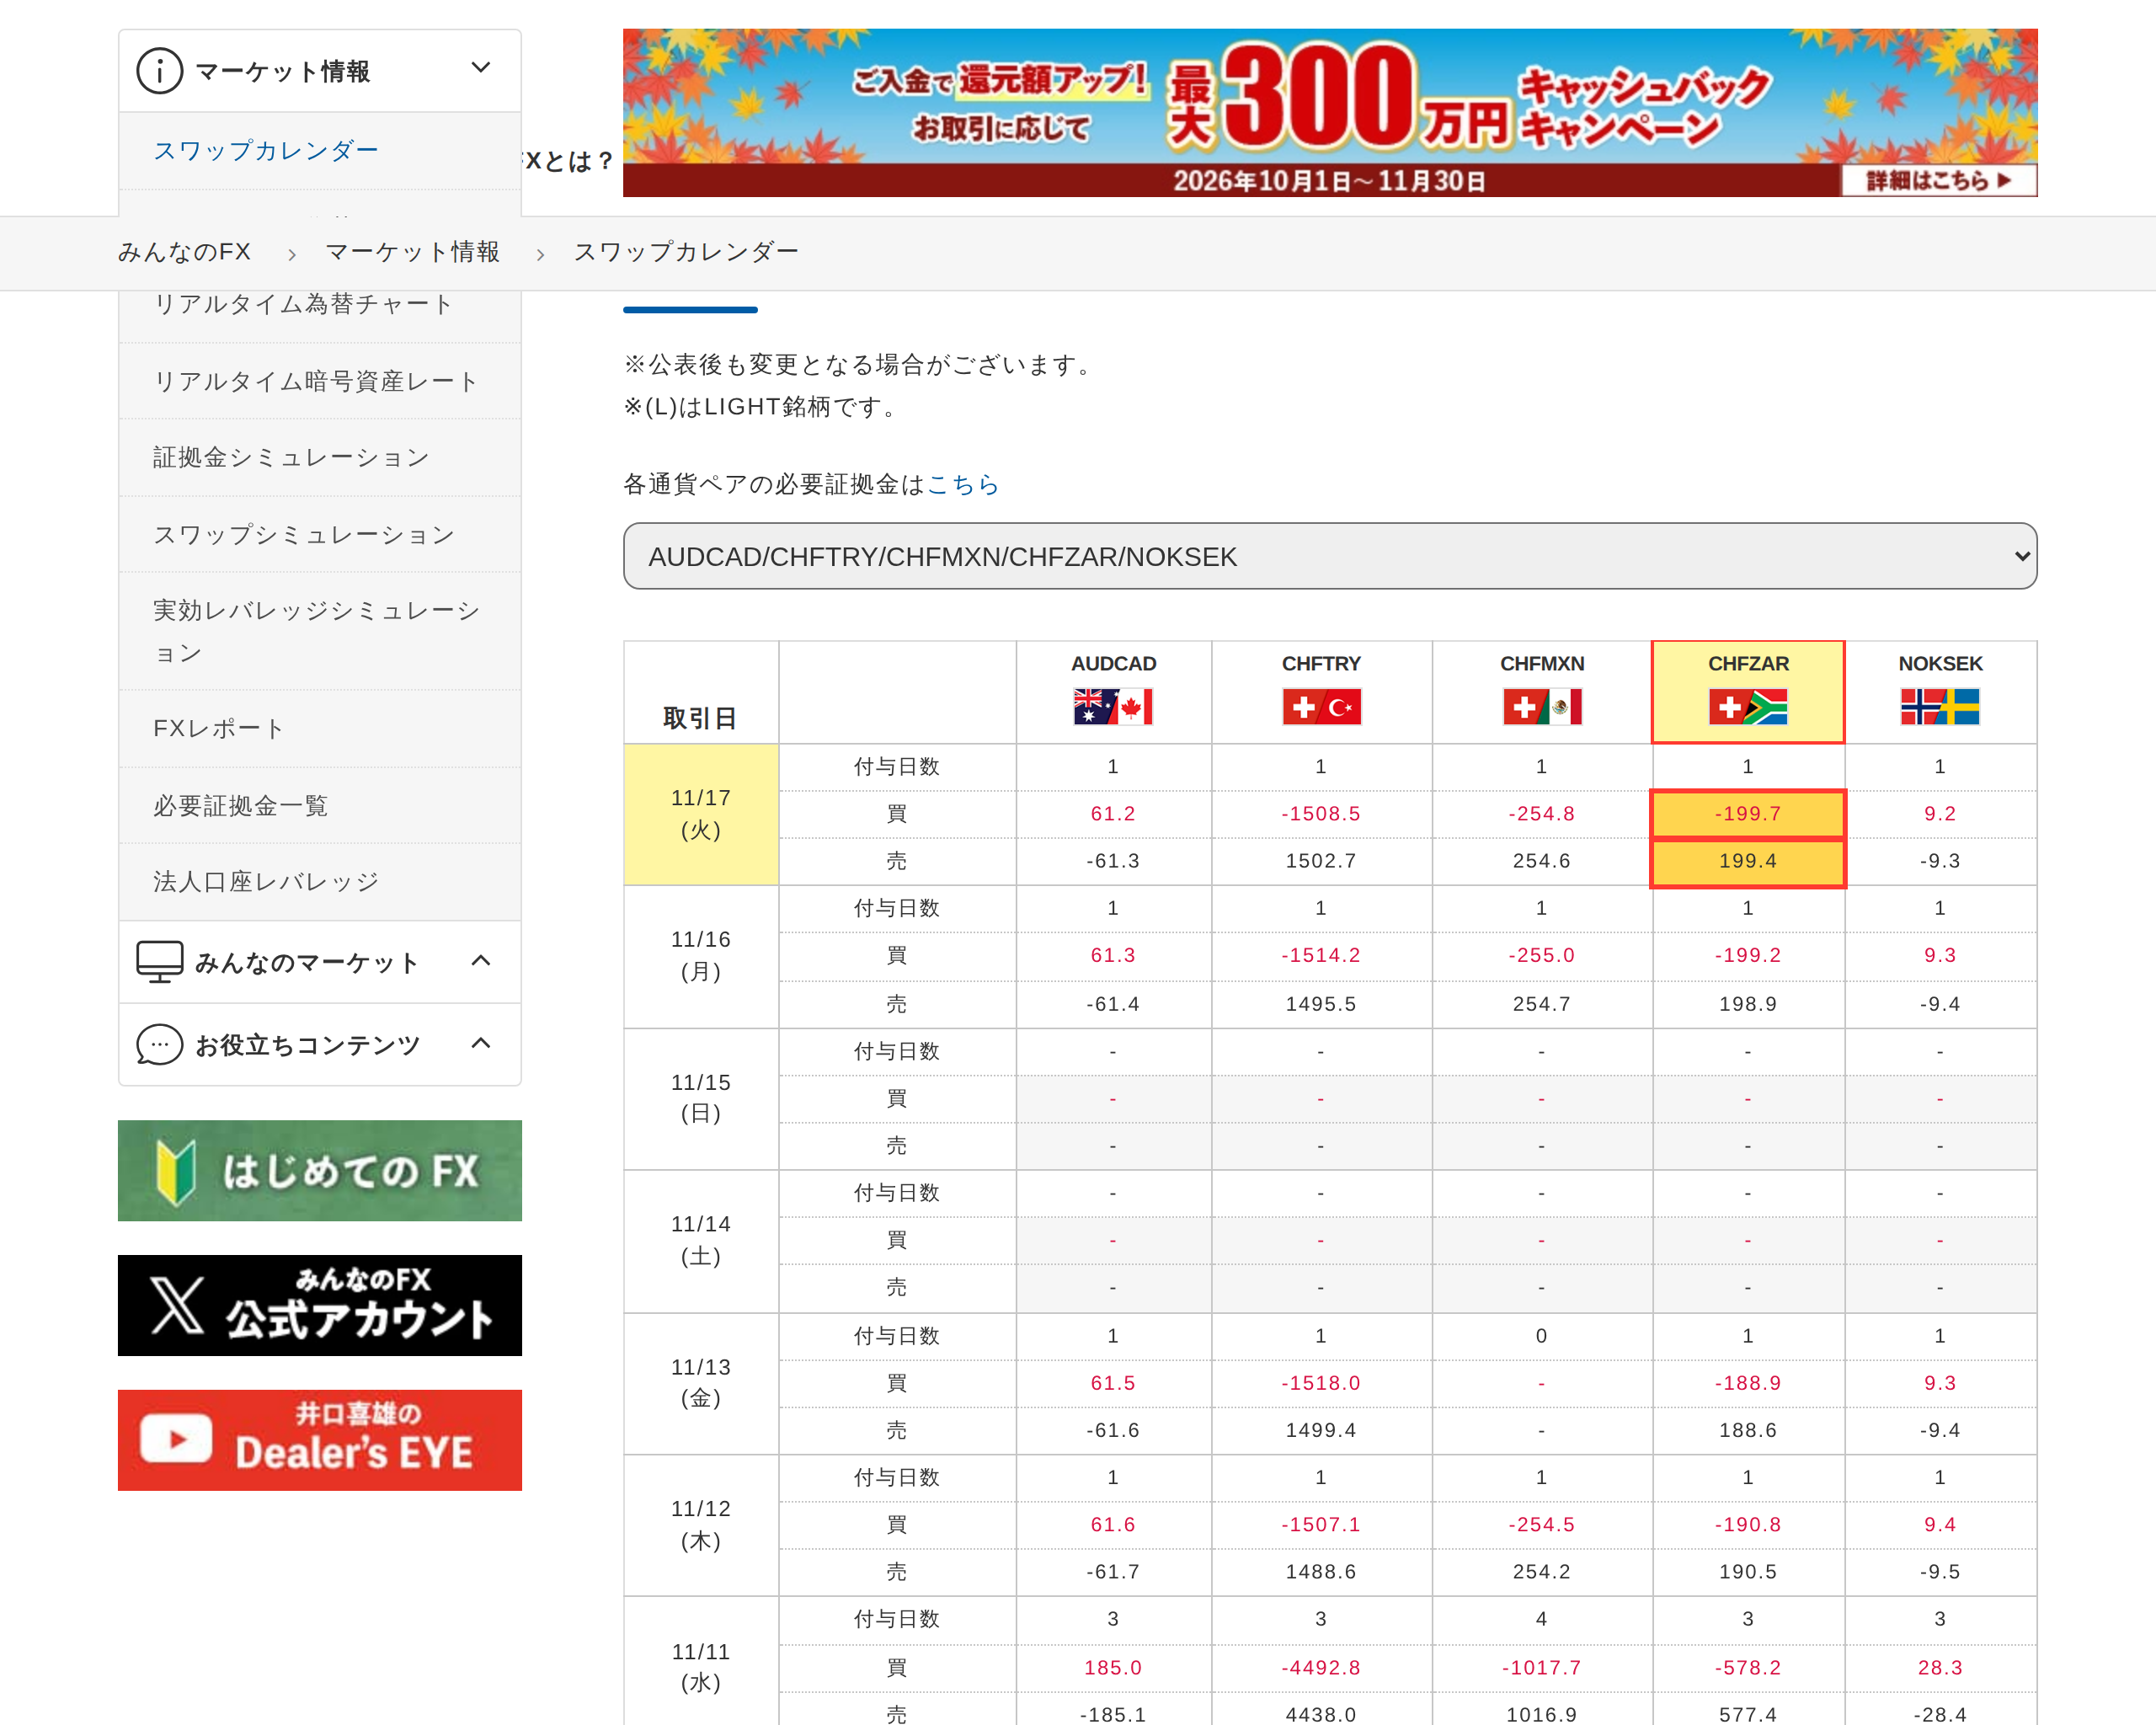 マーケット情報
スワップカレンダー
FXとは？
ご入金で還元額アップ!
お取引に応じて
最大300万円
キャッシュバック
キャンペーン
2026年10月1日〜11月30日
詳細はこちら▶
みんなのFX > マーケット情報 > スワップカレンダー
リアルタイム為替チャート
リアルタイム暗号資産レート
証拠金シミュレーション
スワップシミュレーション
実効レバレッジシミュレーシ
ョン
FXレポート
必要証拠金一覧
法人口座レバレッジ
みんなのマーケット
お役立ちコンテンツ
はじめての FX
みんなのFX
公式アカウント
井口喜雄の
Dealer's EYE
※公表後も変更となる場合がございます。
※(L)はLIGHT銘柄です。
各通貨ペアの必要証拠金はこちら
AUDCAD/CHFTRY/CHFMXN/CHFZAR/NOKSEK
取引日 AUDCAD CHFTRY CHFMXN CHFZAR NOKSEK
11/17
(火)
付与日数 1 1 1 1 1
買 61.2 -1508.5 -254.8 -199.7 9.2
売 -61.3 1502.7 254.6 199.4 -9.3
11/16
(月)
付与日数 1 1 1 1 1
買 61.3 -1514.2 -255.0 -199.2 9.3
売 -61.4 1495.5 254.7 198.9 -9.4
11/15
(日)
付与日数 - - - - -
買 - - - - -
売 - - - - -
11/14
(土)
付与日数 - - - - -
買 - - - - -
売 - - - - -
11/13
(金)
付与日数 1 1 0 1 1
買 61.5 -1518.0 - -188.9 9.3
売 -61.6 1499.4 - 188.6 -9.4
11/12
(木)
付与日数 1 1 1 1 1
買 61.6 -1507.1 -254.5 -190.8 9.4
売 -61.7 1488.6 254.2 190.5 -9.5
11/11
(水)
付与日数 3 3 4 3 3
買 185.0 -4492.8 -1017.7 -578.2 28.3
売 -185.1 4438.0 1016.9 577.4 -28.4